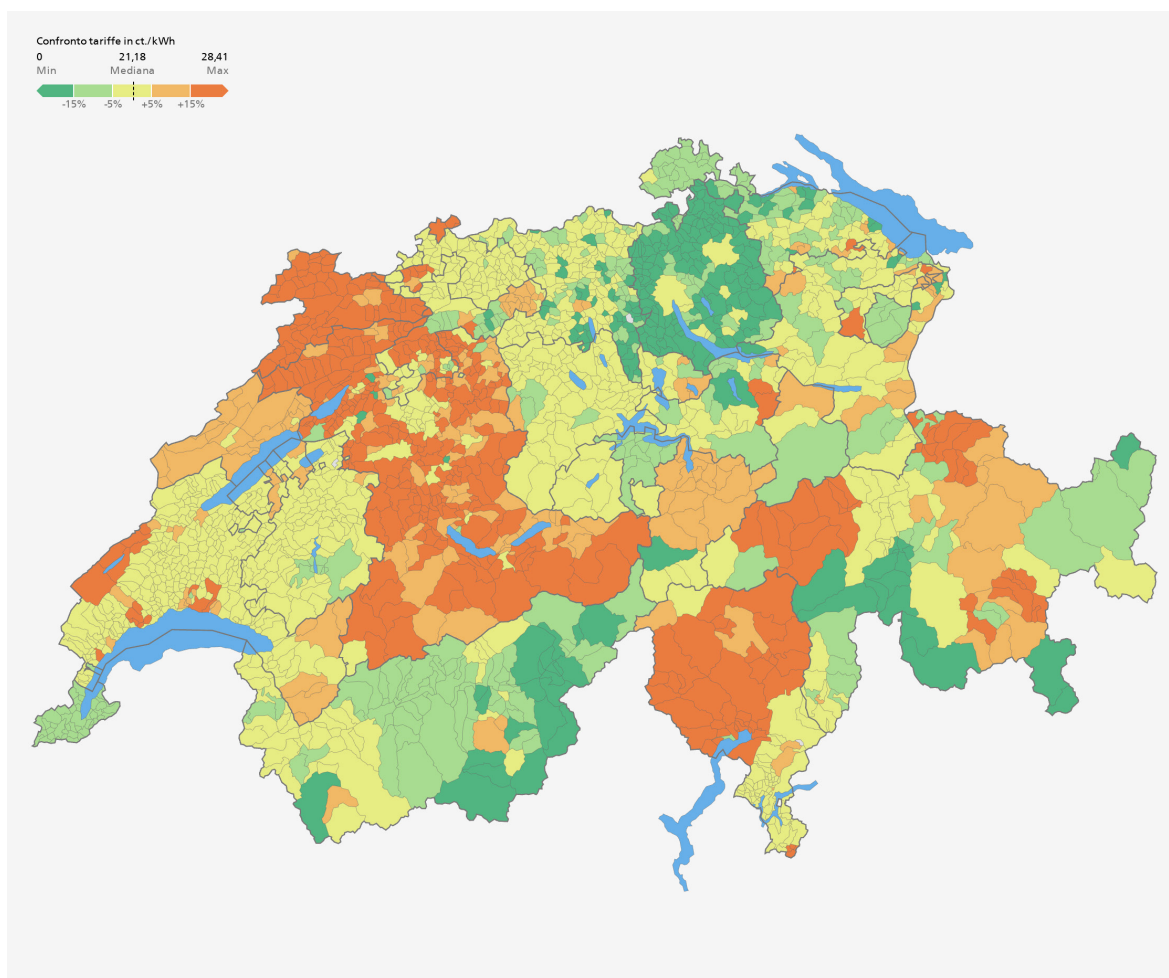 Confronto tariffe in ct./kWh
0 21,18 28,41
Min Mediana Max
-15% -5% +5% +15%